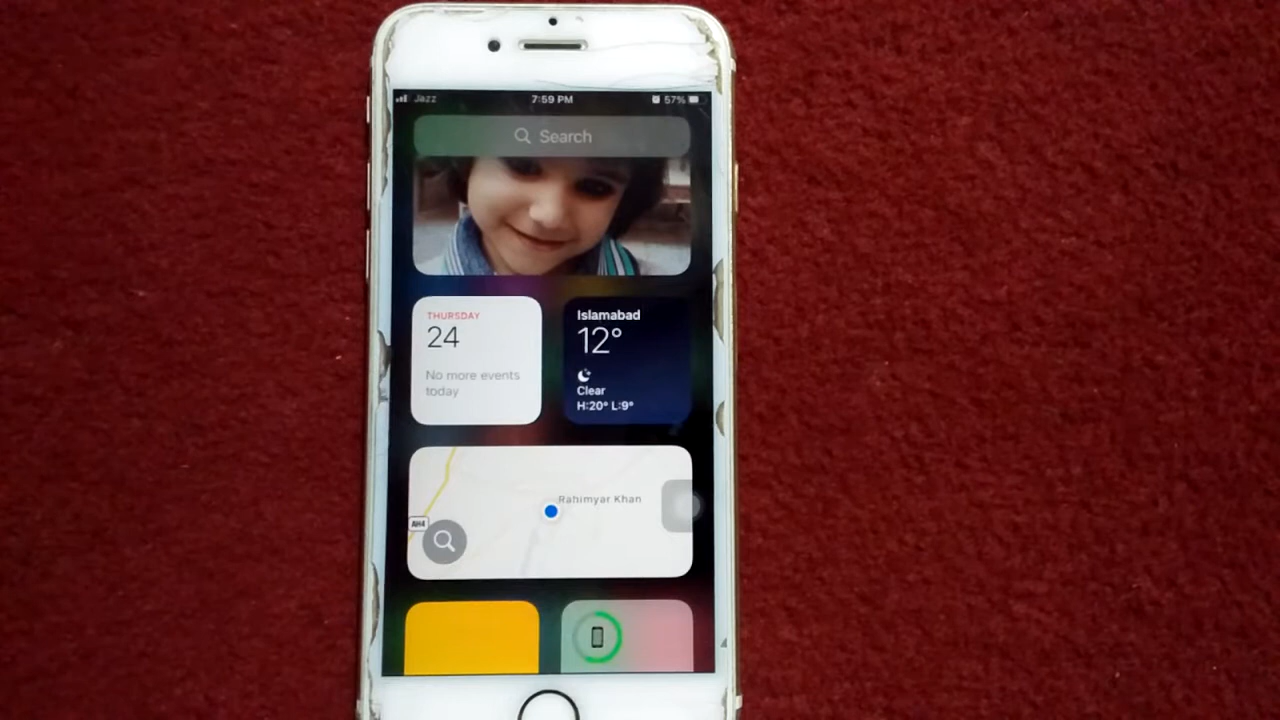 Jazz 7:59 PM 57%
Search
THURSDAY
24
No more events
today
Islamabad
12°
Clear
H:20° L:9°
Rahimyar Khan
AH4